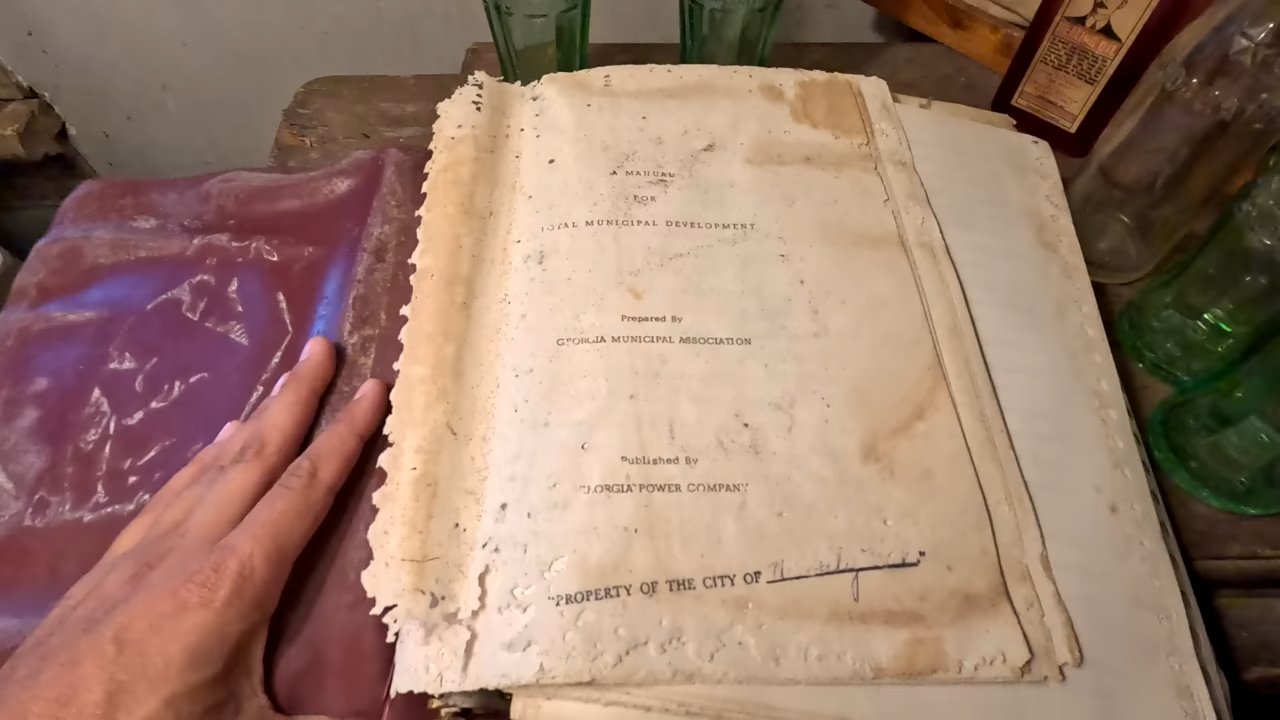 A MANUAL
FOR
TOTAL MUNICIPAL DEVELOPMENT
Prepared By
GEORGIA MUNICIPAL ASSOCIATION
Published By
GEORGIA POWER COMPANY
"PROPERTY OF THE CITY OF "